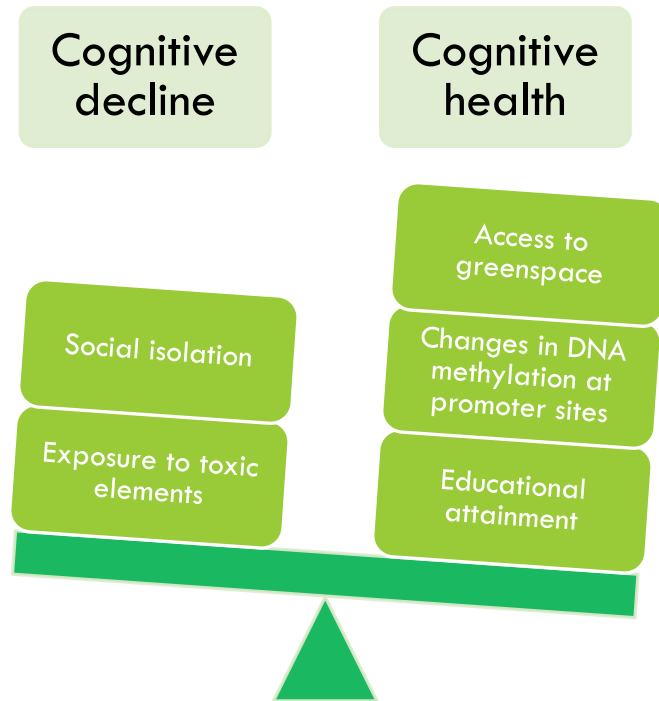 Cognitive
decline
Cognitive
health
Access to
greenspace
Social isolation
Changes in DNA
methylation at
promoter sites
Exposure to toxic
elements
Educational
attainment